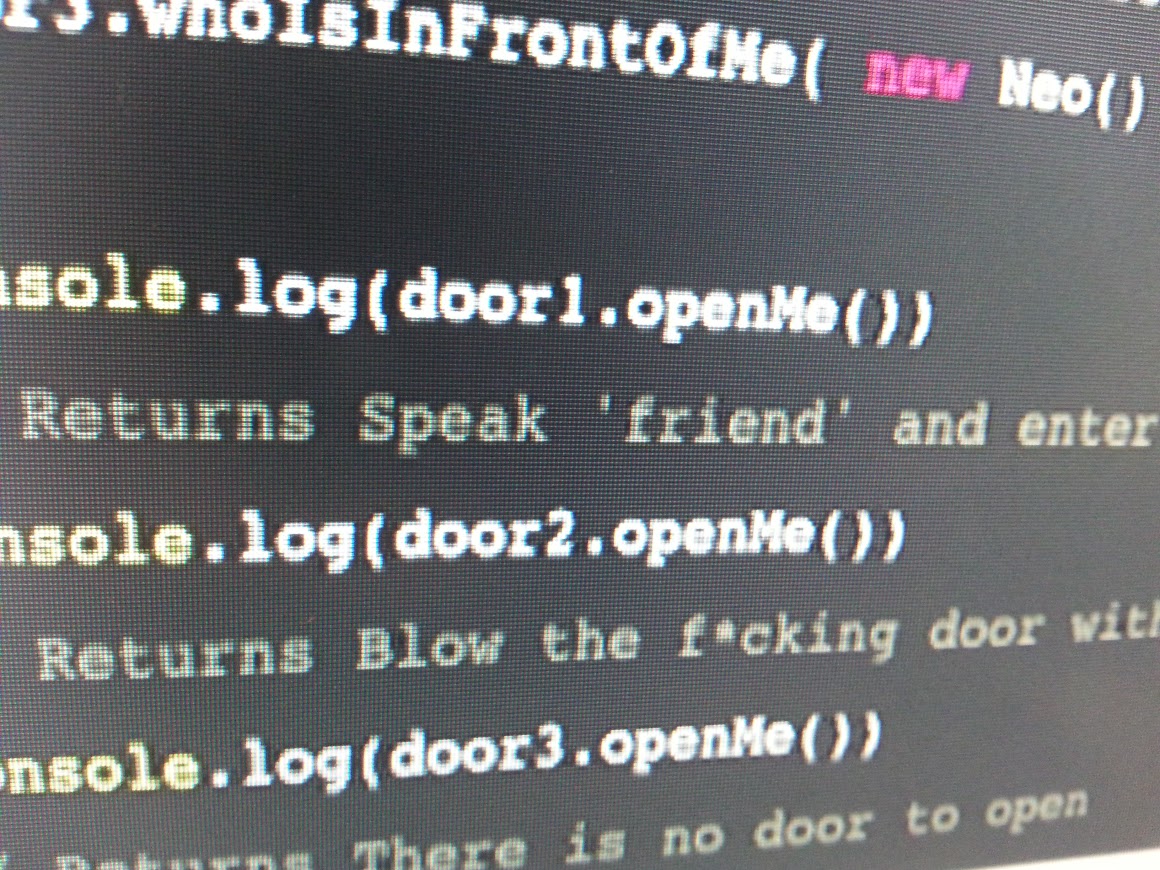 r3.whoIsInFrontOfMe( new Neo()
nsole.log(door1.openMe())
Returns Speak 'friend' and enter
nsole.log(door2.openMe())
Returns Blow the f*cking door with
onsole.log(door3.openMe())
Returns There is no door to open